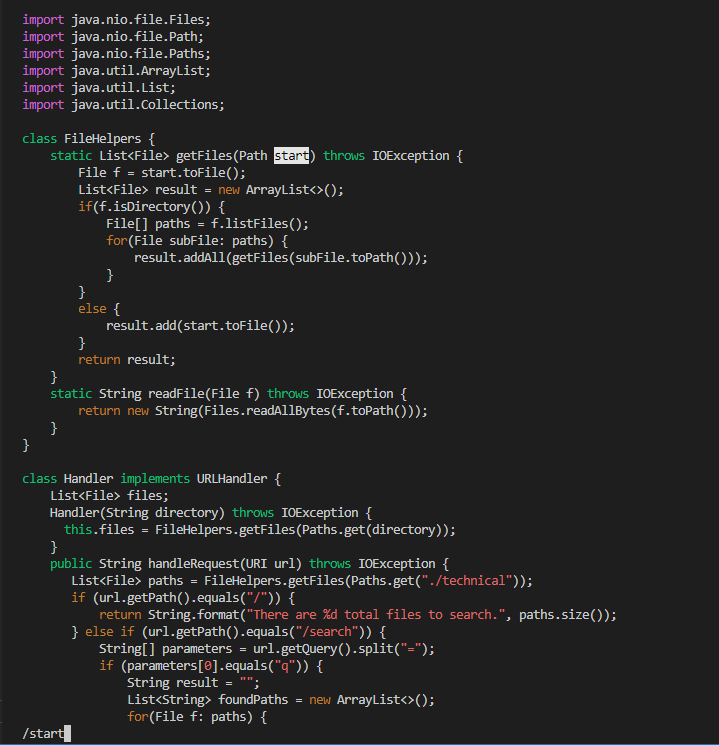 import java.nio.file.Files;
import java.nio.file.Path;
import java.nio.file.Paths;
import java.util.ArrayList;
import java.util.List;
import java.util.Collections;

class FileHelpers {
    static List<File> getFiles(Path start) throws IOException {
        File f = start.toFile();
        List<File> result = new ArrayList<>();
        if(f.isDirectory()) {
            File[] paths = f.listFiles();
            for(File subFile: paths) {
                result.addAll(getFiles(subFile.toPath()));
            }
        }
        else {
            result.add(start.toFile());
        }
        return result;
    }
    static String readFile(File f) throws IOException {
        return new String(Files.readAllBytes(f.toPath()));
    }
}

class Handler implements URLHandler {
    List<File> files;
    Handler(String directory) throws IOException {
      this.files = FileHelpers.getFiles(Paths.get(directory));
    }
    public String handleRequest(URI url) throws IOException {
       List<File> paths = FileHelpers.getFiles(Paths.get("./technical"));
       if (url.getPath().equals("/")) {
           return String.format("There are %d total files to search.", paths.size());
       } else if (url.getPath().equals("/search")) {
           String[] parameters = url.getQuery().split("=");
           if (parameters[0].equals("q")) {
               String result = "";
               List<String> foundPaths = new ArrayList<>();
               for(File f: paths) {
/start